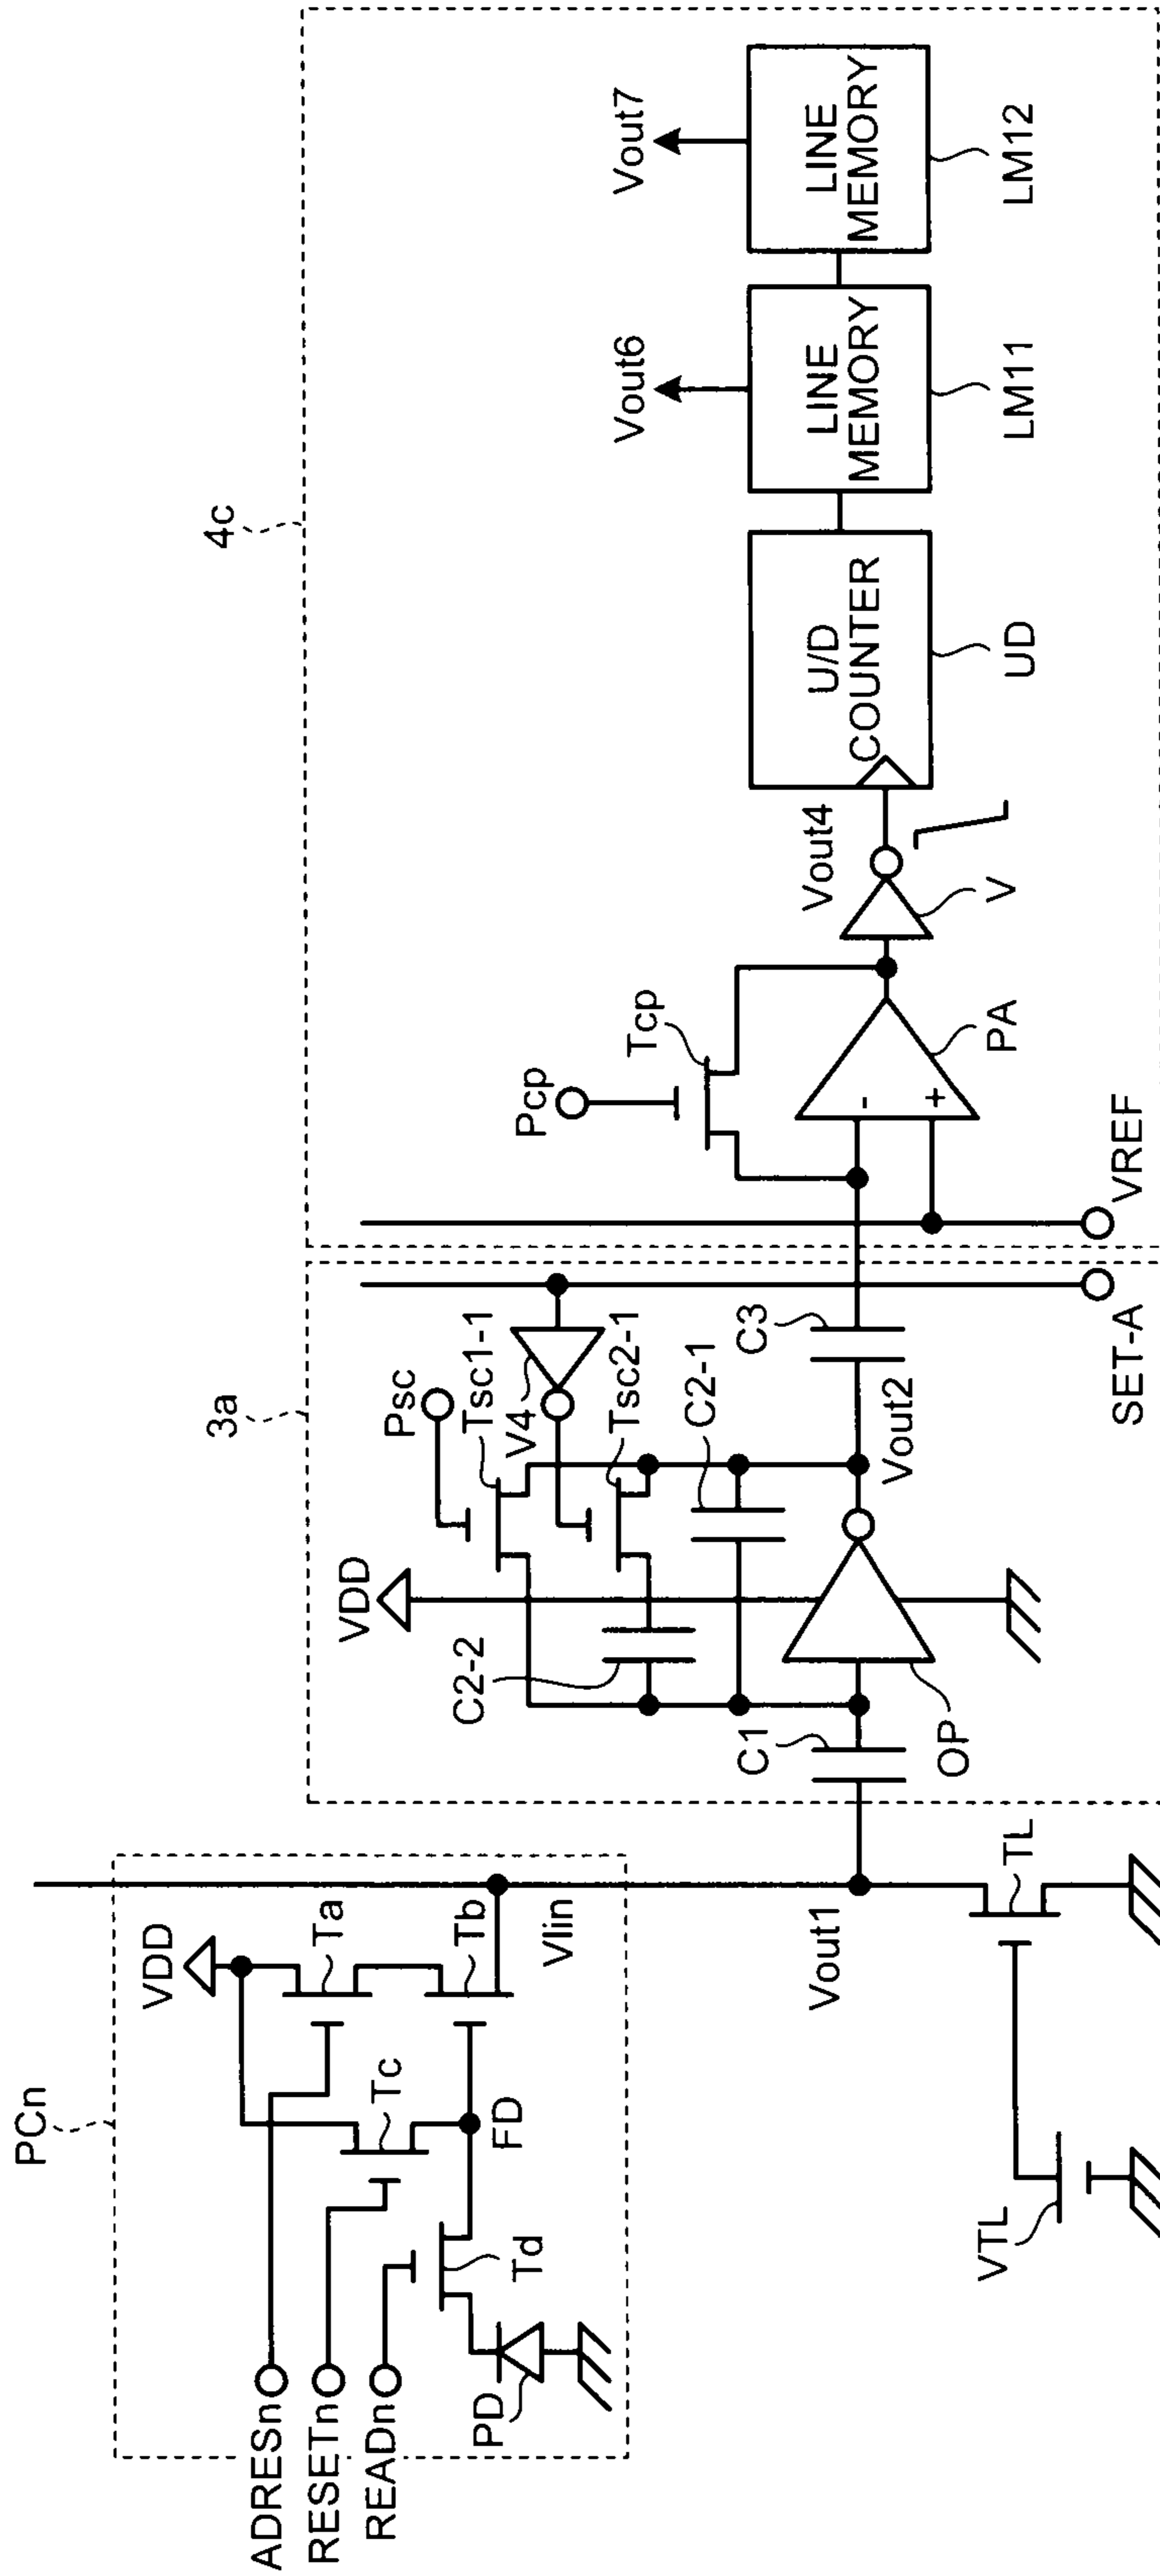 PCn
VDD
ADRESn
RESETn
READn
Ta
Tc
Tb
FD
Td
PD
Vlin
Vout1
VTL
TL
3a
VDD
Psc
Tsc1-1
V4
Tsc2-1
C2-2
C2-1
C1
OP
Vout2
C3
SET-A
4c
Pcp
Tcp
-
+
PA
VREF
Vout4
V
U/D
COUNTER
UD
Vout6
LINE
MEMORY
LM11
Vout7
LINE
MEMORY
LM12